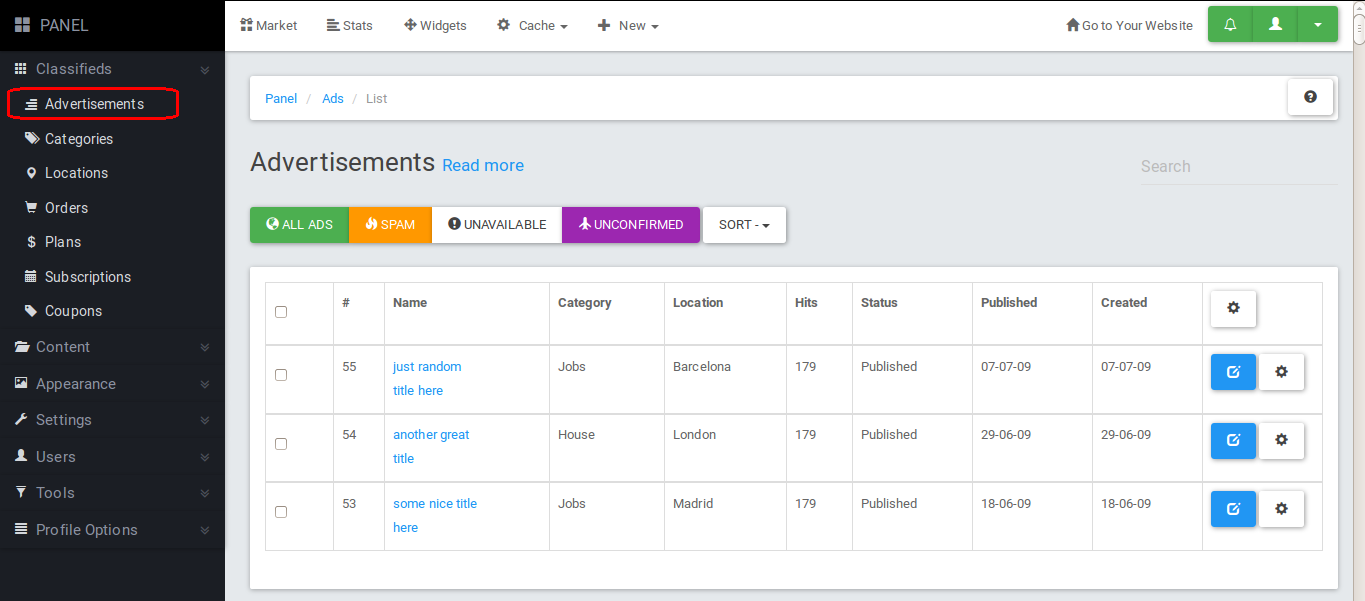 PANEL
Market Stats Widgets Cache New Go to Your Website
Classifieds
Advertisements
Categories
Locations
Orders
Plans
Subscriptions
Coupons
Content
Appearance
Settings
Users
Tools
Profile Options
Panel / Ads / List
Advertisements Read more
Search
ALL ADS SPAM UNAVAILABLE UNCONFIRMED SORT -
# Name Category Location Hits Status Published Created
55 just random Jobs Barcelona 179 Published 07-07-09 07-07-09
title here
54 another great House London 179 Published 29-06-09 29-06-09
title
53 some nice title Jobs Madrid 179 Published 18-06-09 18-06-09
here